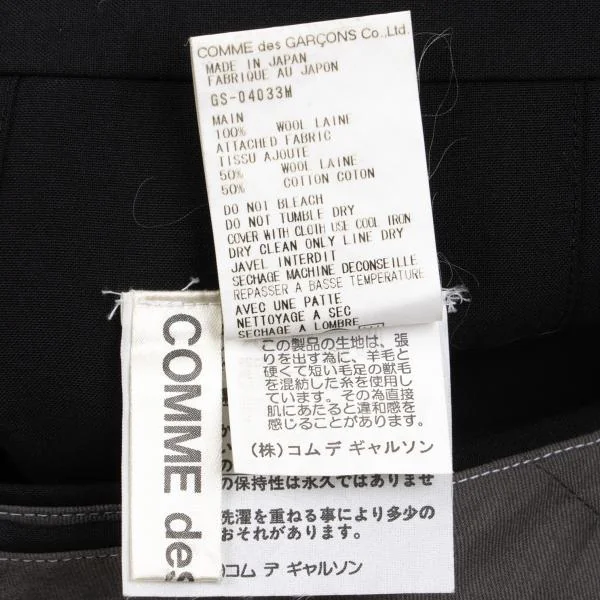 COMME des GARÇONS Co.,Ltd.
MADE IN JAPAN
FABRIQUE AU JAPON
GS-04033M
MAIN
100% WOOL LAINE
ATTACHED FABRIC
TISSU AJOUTE
50% WOOL LAINE
50% COTTON COTON
DO NOT BLEACH
DO NOT TUMBLE DRY
COVER WITH CLOTH USE COOL IRON
DRY CLEAN ONLY LINE DRY
JAVEL INTERDIT
SECHAGE MACHINE DECONSEILLE
REPASSER A BASSE TEMPERATURE
AVEC UNE PATTE
NETTOYAGE A SEC
SECHAGE A LOMBRE
この製品の生地は、張
りを出す為に、羊毛と
硬くて短い毛足の獣毛
を混紡した糸を使用し
ています。その為直接
肌にあたると違和感を
感じることがあります。
(株)コム デ ギャルソン
の保持性は永久ではありませ
洗濯を重ねる事により多少の
おそれがあります。
コム デ ギャルソン
COMME des